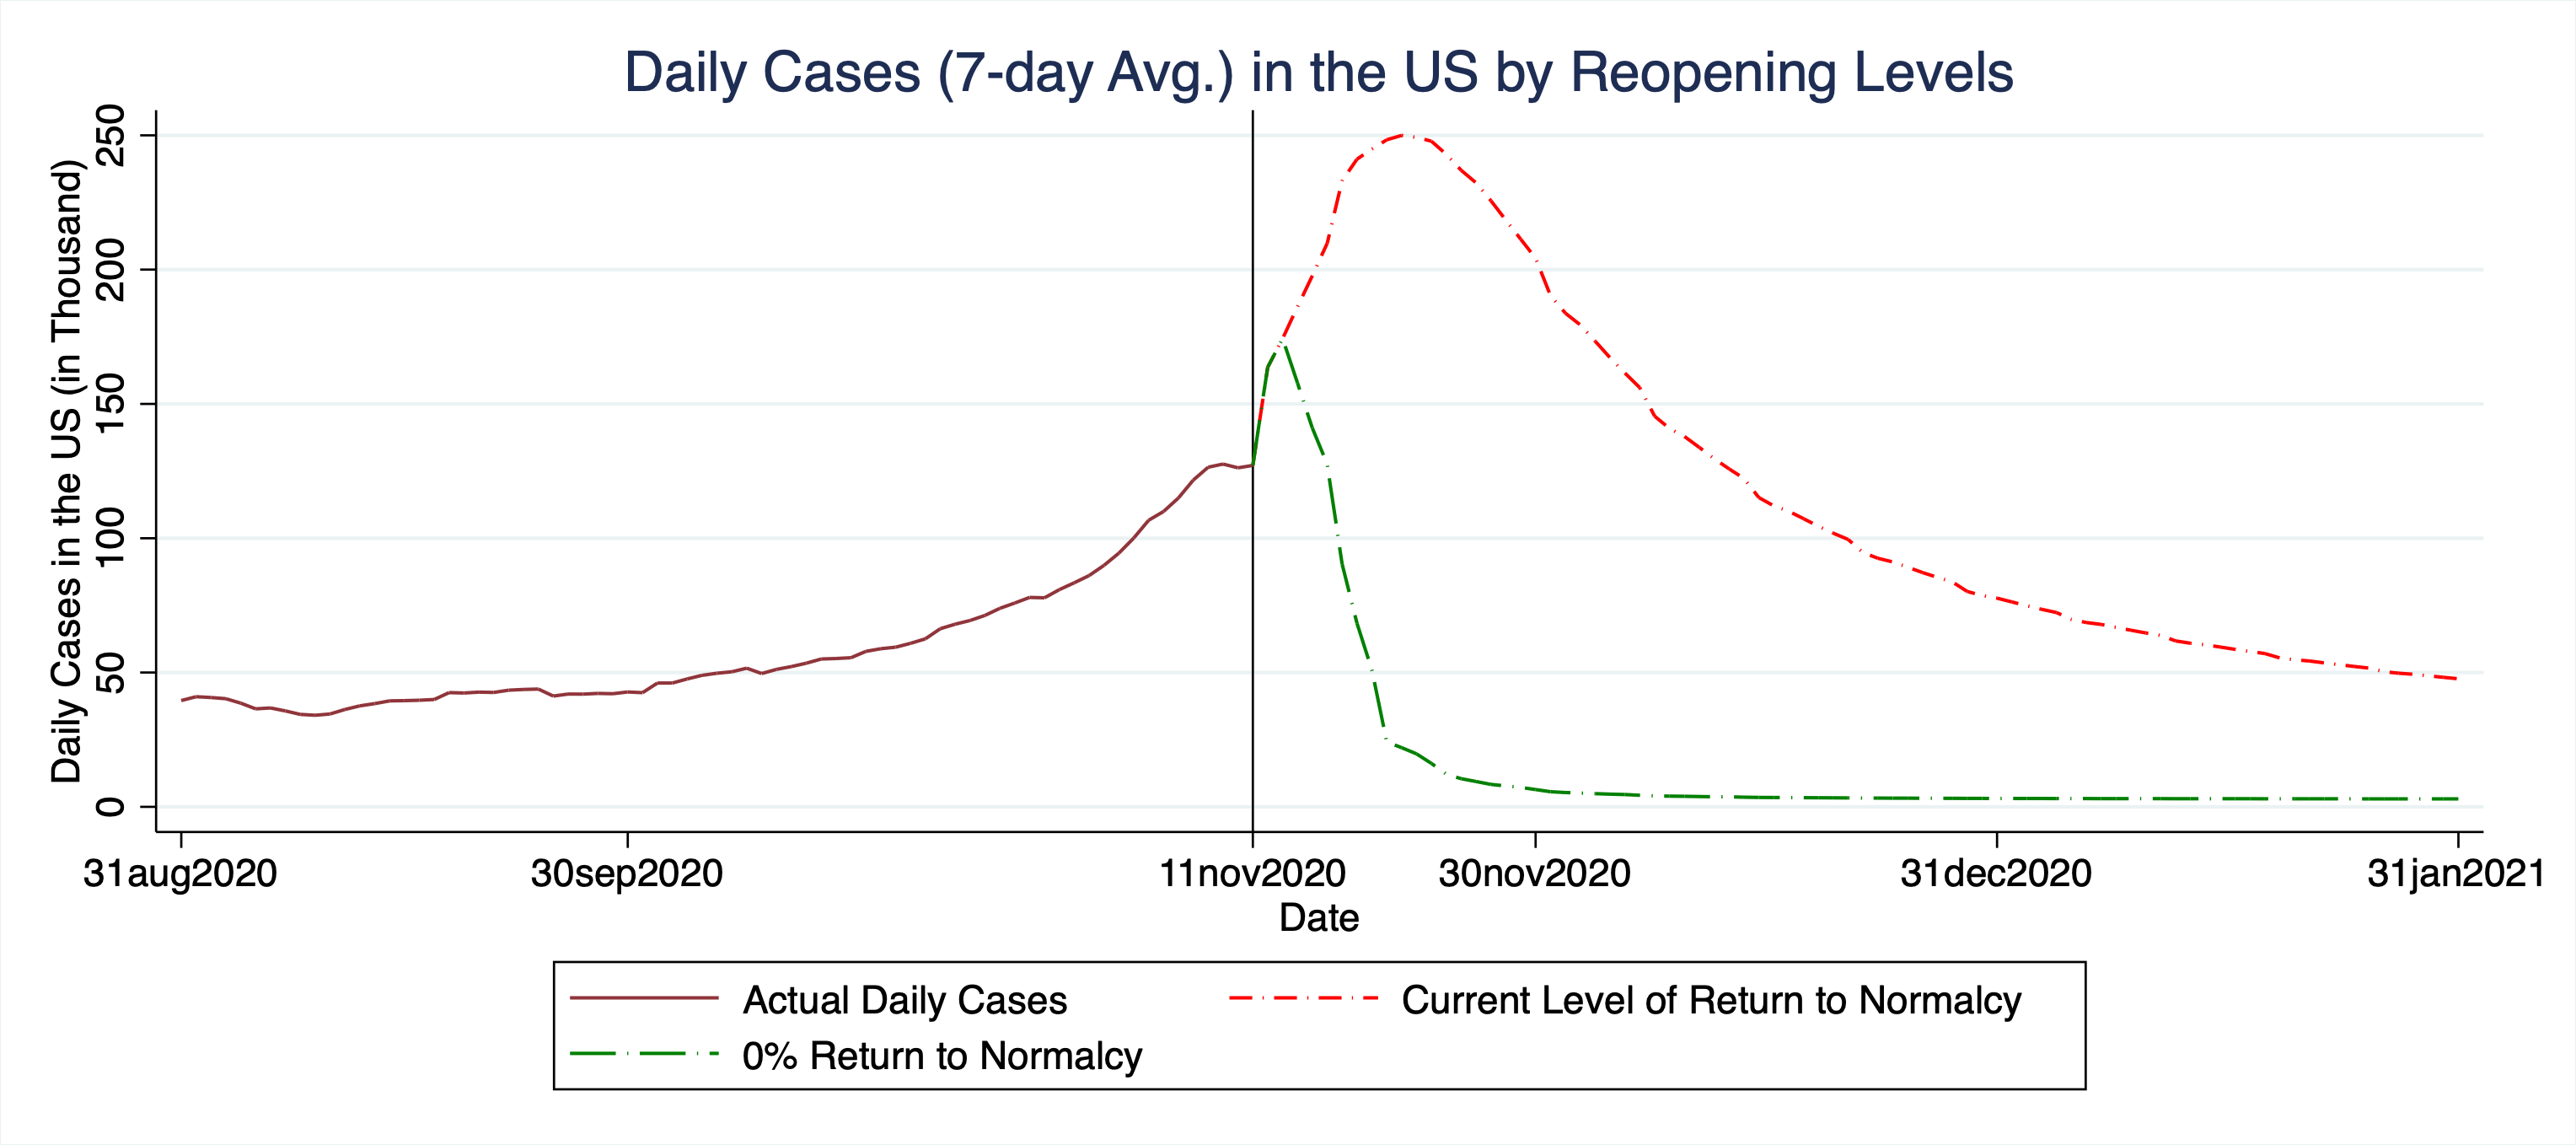 Daily Cases (7-day Avg.) in the US by Reopening Levels
Daily Cases in the US (in Thousand)
250
200
150
100
50
0
31aug2020 30sep2020 11nov2020 30nov2020 31dec2020 31jan2021
Date
Actual Daily Cases Current Level of Return to Normalcy
0% Return to Normalcy